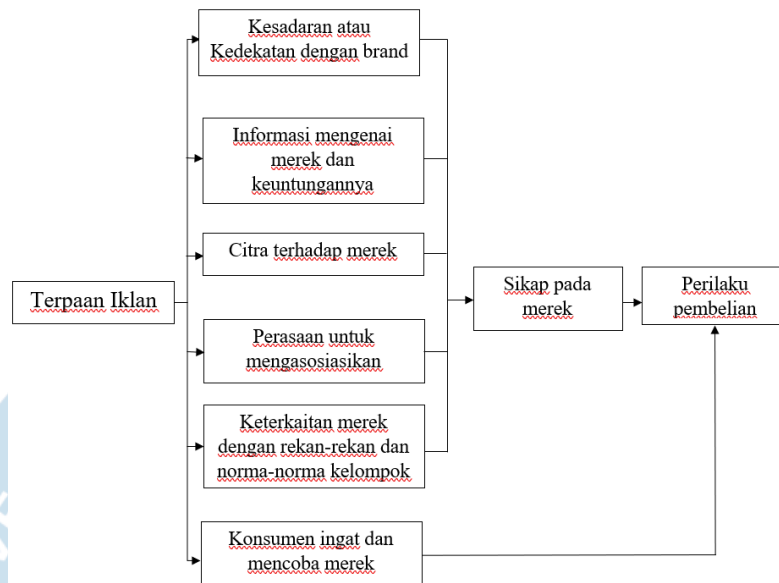 Kesadaran atau
Kedekatan dengan brand
Informasi mengenai
merek dan
keuntungannya
Citra terhadap merek
Terpaan Iklan
Sikap pada
merek
Perilaku
pembelian
Perasaan untuk
mengasosiasikan
Keterkaitan merek
dengan rekan-rekan dan
norma-norma kelompok
Konsumen ingat dan
mencoba merek